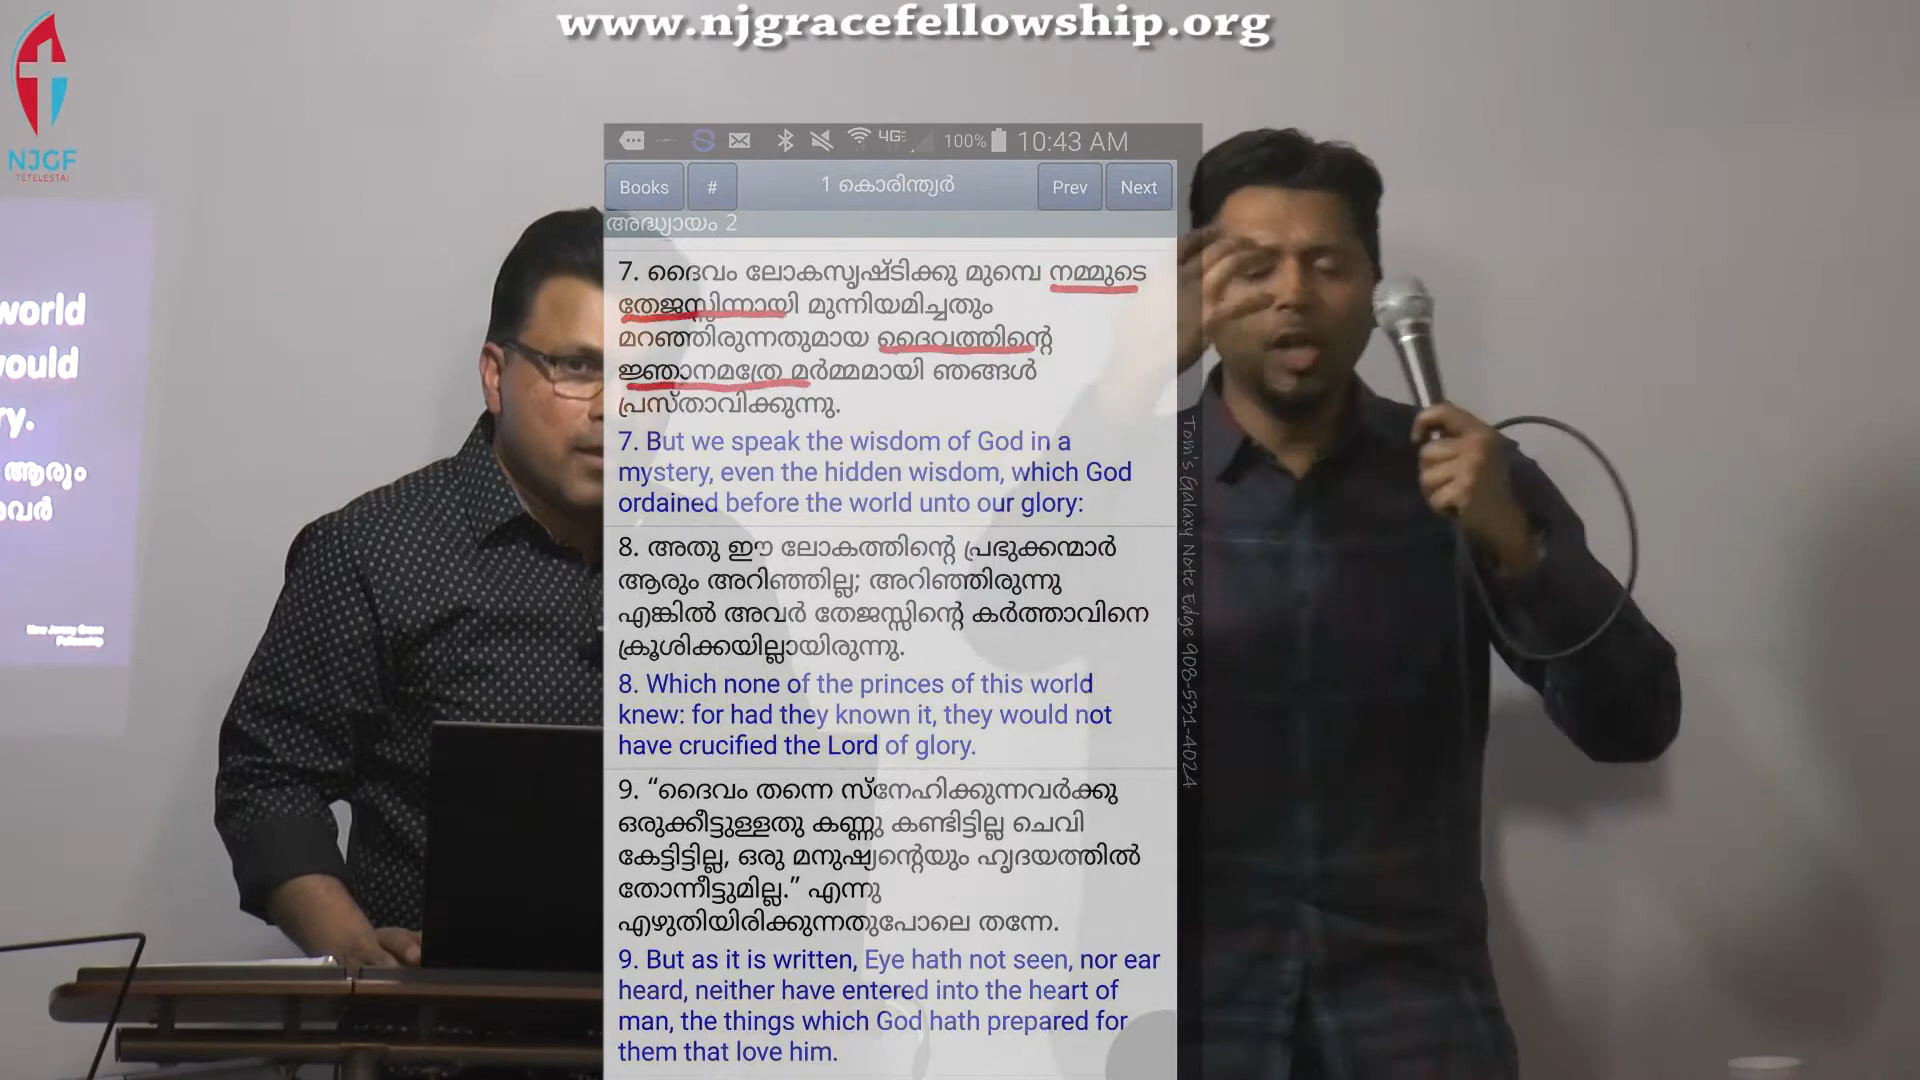 www.njgracefellowship.org
NJGF
TETELESTAI
world
would
ry.
ആരും
വർ
New Jersey Grace
Fellowship
4G
100%
10:43 AM
Books
#
1 കൊരിന്ത്യർ
Prev
Next
അദ്ധ്യായം 2
7. ദൈവം ലോകസൃഷ്ടിക്കു മുമ്പെ നമ്മുടെ
തേജസ്സിന്നായി മുന്നിയമിച്ചതും
മറഞ്ഞിരുന്നതുമായ ദൈവത്തിന്റെ
ജ്ഞാനമത്രേ മർമ്മമായി ഞങ്ങൾ
പ്രസ്താവിക്കുന്നു.
7. But we speak the wisdom of God in a
mystery, even the hidden wisdom, which God
ordained before the world unto our glory:
8. അതു ഈ ലോകത്തിന്റെ പ്രഭുക്കന്മാർ
ആരും അറിഞ്ഞില്ല; അറിഞ്ഞിരുന്നു
എങ്കിൽ അവർ തേജസ്സിന്റെ കർത്താവിനെ
ക്രൂശിക്കയില്ലായിരുന്നു.
8. Which none of the princes of this world
knew: for had they known it, they would not
have crucified the Lord of glory.
9. “ദൈവം തന്നെ സ്നേഹിക്കുന്നവർക്കു
ഒരുക്കീട്ടുള്ളതു കണ്ണു കണ്ടിട്ടില്ല ചെവി
കേട്ടിട്ടില്ല, ഒരു മനുഷ്യന്റെയും ഹൃദയത്തിൽ
തോന്നീട്ടുമില്ല.” എന്നു
എഴുതിയിരിക്കുന്നതുപോലെ തന്നേ.
9. But as it is written, Eye hath not seen, nor ear
heard, neither have entered into the heart of
man, the things which God hath prepared for
them that love him.
Tom's Galaxy Note Edge 908-531-4024